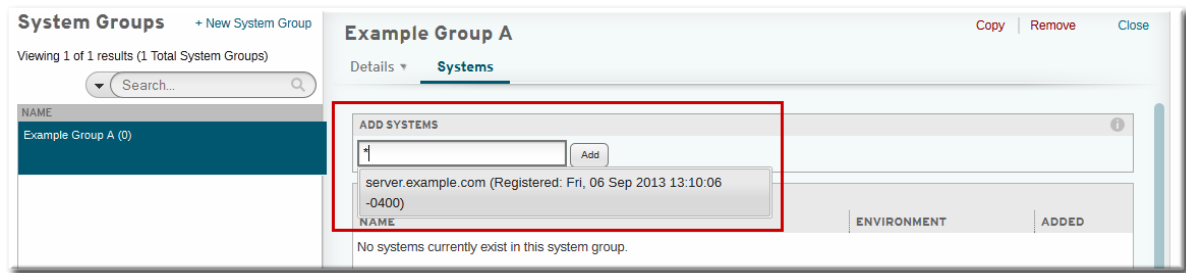 System Groups
+ New System Group
Viewing 1 of 1 results (1 Total System Groups)
Search...
NAME
Example Group A (0)
Example Group A
Copy
Remove
Close
Details ▾
Systems
ADD SYSTEMS
*
Add
server.example.com (Registered: Fri, 06 Sep 2013 13:10:06
-0400)
NAME
ENVIRONMENT
ADDED
No systems currently exist in this system group.